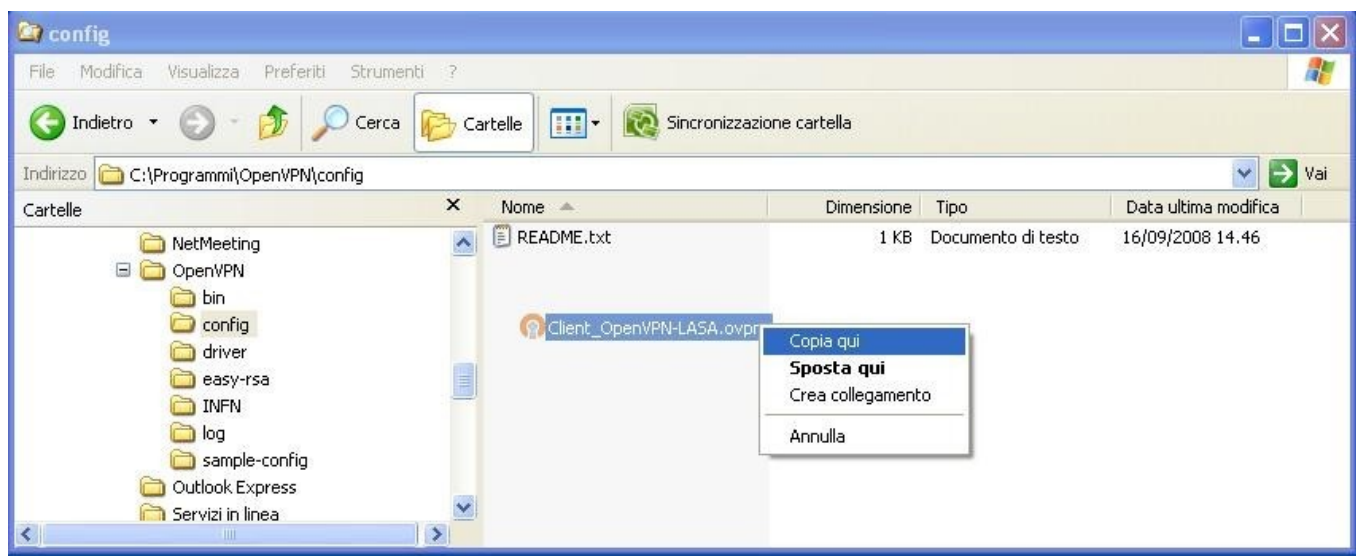 config
File Modifica Visualizza Preferiti Strumenti ?
Indietro Cerca Cartelle Sincronizzazione cartella
Indirizzo C:\Programmi\OpenVPN\config Vai
Cartelle × Nome Dimensione Tipo Data ultima modifica
NetMeeting
OpenVPN
bin
config
driver
easy-rsa
INFN
log
sample-config
Outlook Express
Servizi in linea
README.txt 1 KB Documento di testo 16/09/2008 14.46
Client_OpenVPN-LASA.ovpn
Copia qui
Sposta qui
Crea collegamento
Annulla